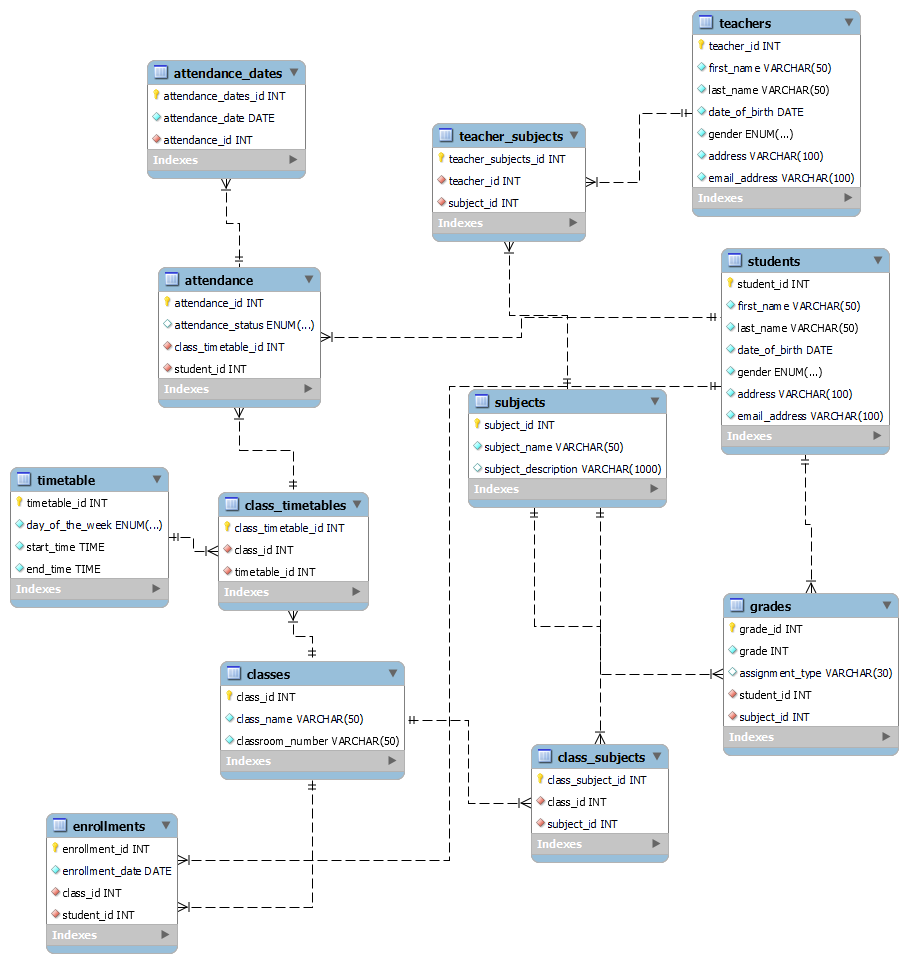 teachers
teacher_id INT
first_name VARCHAR(50)
last_name VARCHAR(50)
date_of_birth DATE
gender ENUM(...)
address VARCHAR(100)
email_address VARCHAR(100)
Indexes
attendance_dates
attendance_dates_id INT
attendance_date DATE
attendance_id INT
Indexes
teacher_subjects
teacher_subjects_id INT
teacher_id INT
subject_id INT
Indexes
students
student_id INT
first_name VARCHAR(50)
last_name VARCHAR(50)
date_of_birth DATE
gender ENUM(...)
address VARCHAR(100)
email_address VARCHAR(100)
Indexes
attendance
attendance_id INT
attendance_status ENUM(...)
class_timetable_id INT
student_id INT
Indexes
subjects
subject_id INT
subject_name VARCHAR(50)
subject_description VARCHAR(1000)
Indexes
timetable
timetable_id INT
day_of_the_week ENUM(...)
start_time TIME
end_time TIME
Indexes
class_timetables
class_timetable_id INT
class_id INT
timetable_id INT
Indexes
grades
grade_id INT
grade INT
assignment_type VARCHAR(30)
student_id INT
subject_id INT
Indexes
classes
class_id INT
class_name VARCHAR(50)
classroom_number VARCHAR(50)
Indexes
class_subjects
class_subject_id INT
class_id INT
subject_id INT
Indexes
enrollments
enrollment_id INT
enrollment_date DATE
class_id INT
student_id INT
Indexes